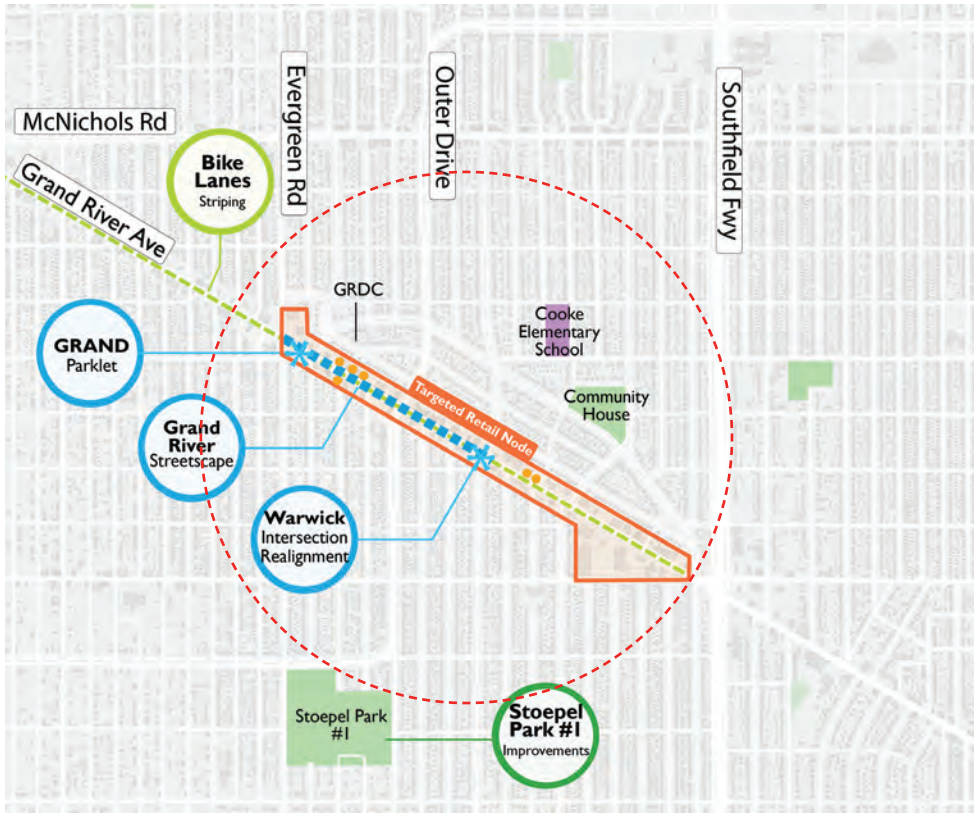 McNichols Rd
Evergreen Rd
Outer Drive
Southfield Fwy
Bike
Lanes
Striping
Grand River Ave
GRDC
Cooke
Elementary
School
GRAND
Parklet
Targeted Retail Node
Community
House
Grand
River
Streetscape
Warwick
Intersection
Realignment
Stoepel Park
#1
Stoepel
Park #1
Improvements